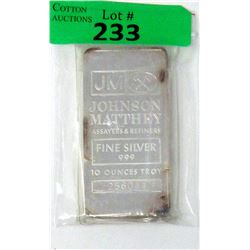 COTTON
AUCTIONS
Lot #
233
JM
JOHNSON
MATTHEY
ASSAYERS & REFINERS
FINE SILVER
999
10 OUNCES TROY